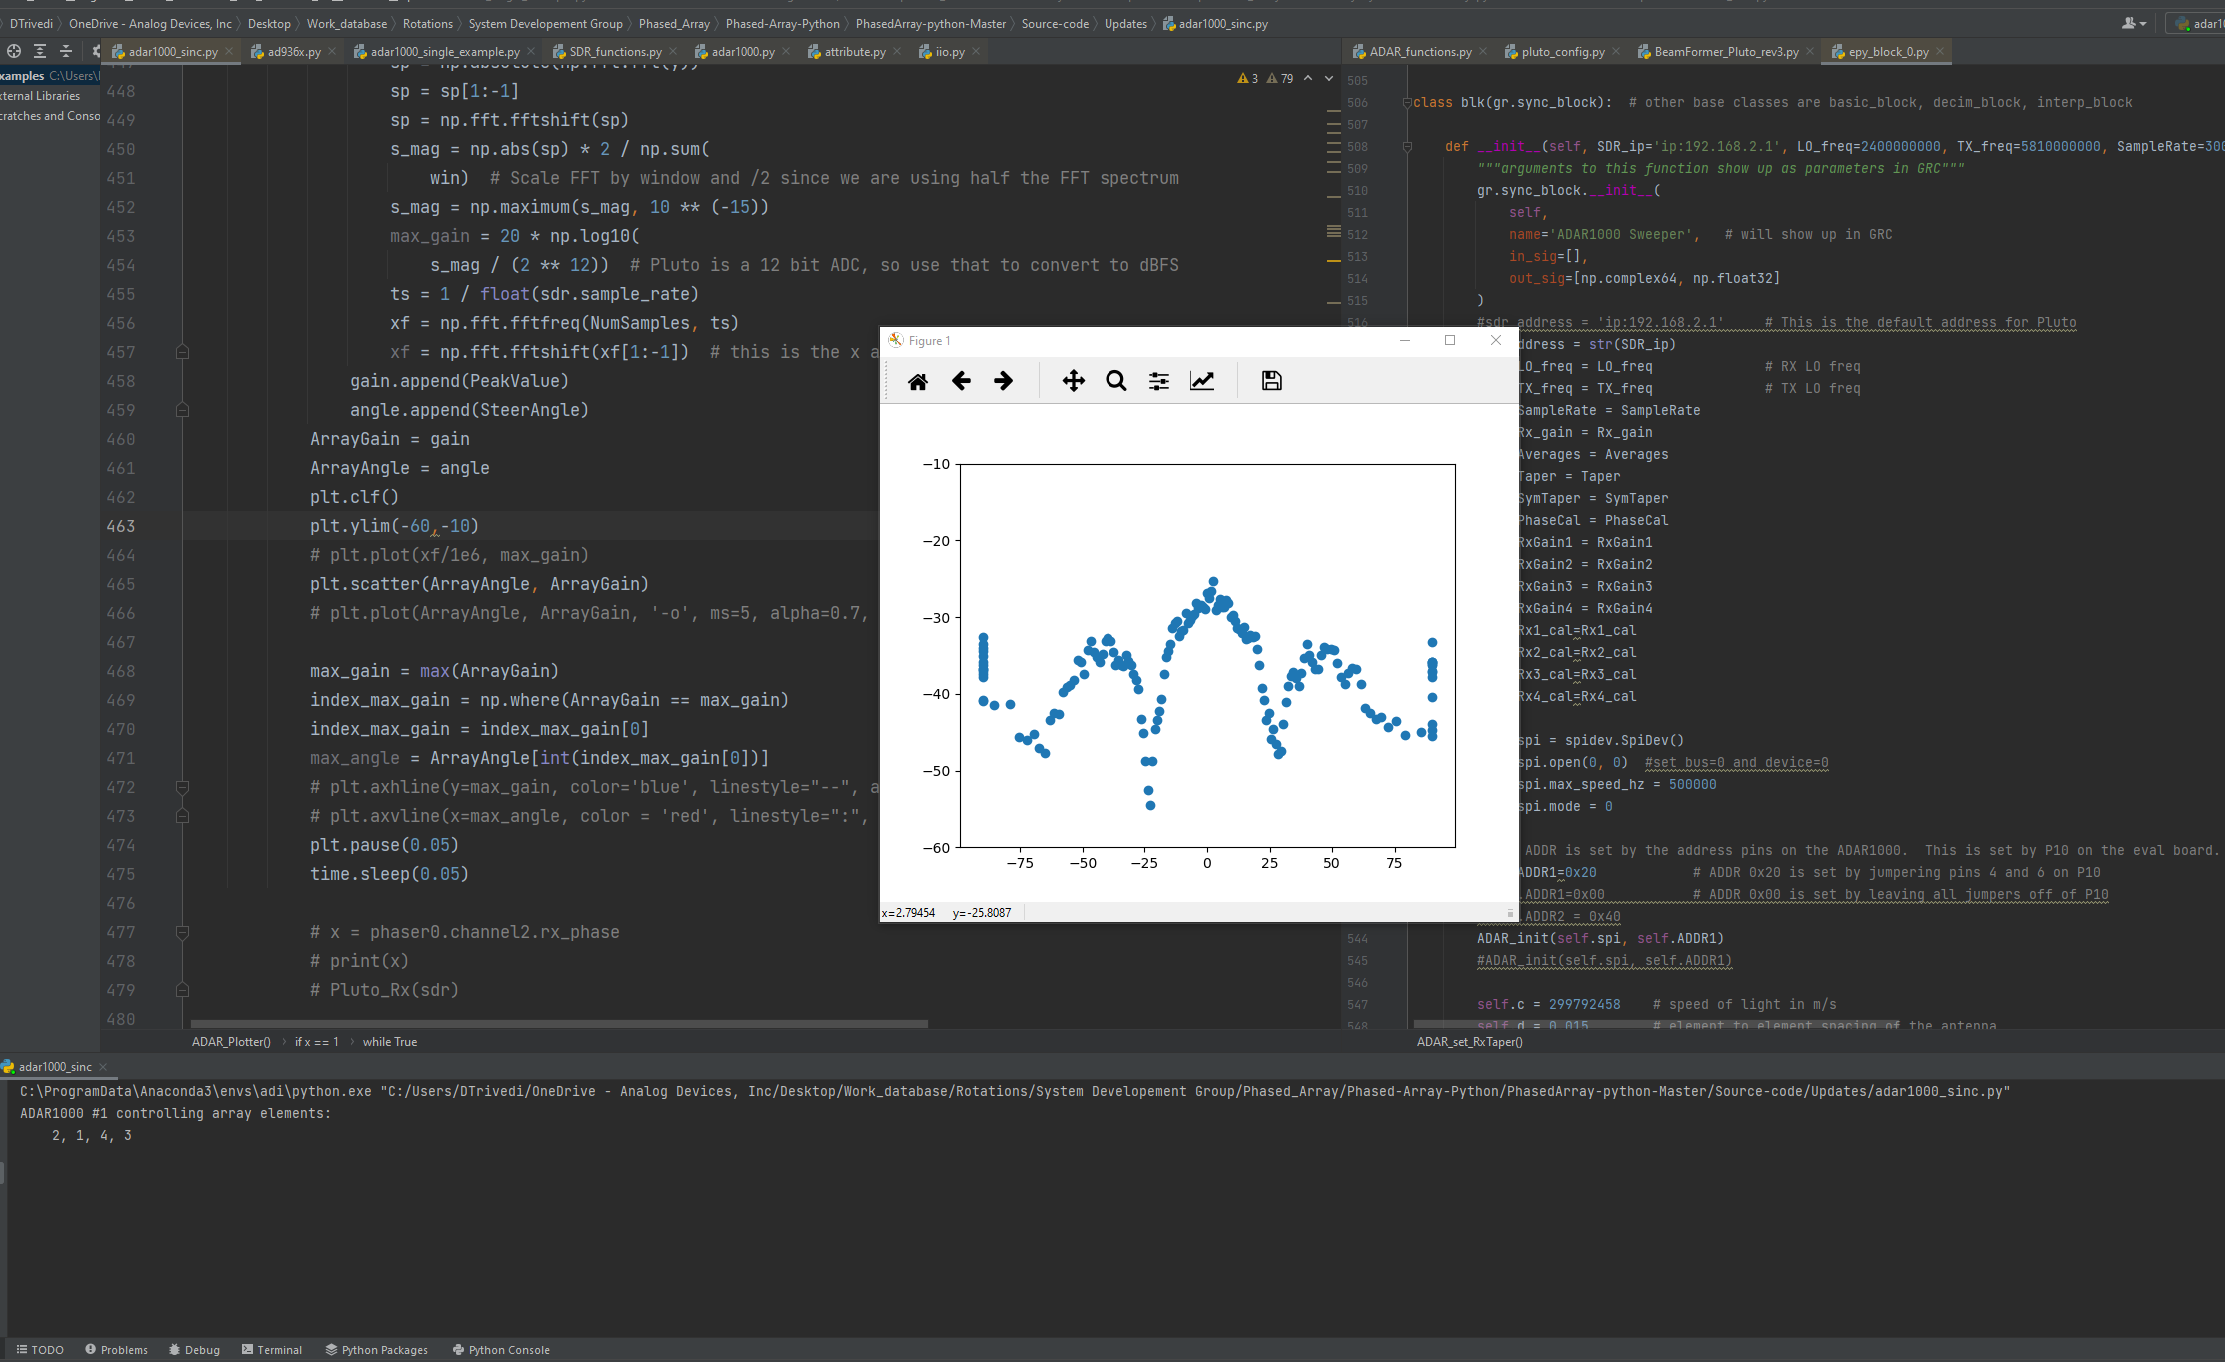 DTrivedi OneDrive - Analog Devices, Inc Desktop Work_database Rotations System Developement Group Phased_Array Phased-Array-Python PhasedArray-python-Master Source-code Updates adar1000_sinc.py
adar1000_sinc.py ad936x.py adar1000_single_example.py SDR_functions.py adar1000.py attribute.py iio.py
xamples C:\Users\
xternal Libraries
cratches and Conso
3 79
448 sp = sp[1:-1]
449 sp = np.fft.fftshift(sp)
450 s_mag = np.abs(sp) * 2 / np.sum(
451 win)  # Scale FFT by window and /2 since we are using half the FFT spectrum
452 s_mag = np.maximum(s_mag, 10 ** (-15))
453 max_gain = 20 * np.log10(
454 s_mag / (2 ** 12))  # Pluto is a 12 bit ADC, so use that to convert to dBFS
455 ts = 1 / float(sdr.sample_rate)
456 xf = np.fft.fftfreq(NumSamples, ts)
457 xf = np.fft.fftshift(xf[1:-1])  # this is the x a
458 gain.append(PeakValue)
459 angle.append(SteerAngle)
460 ArrayGain = gain
461 ArrayAngle = angle
462 plt.clf()
463 plt.ylim(-60,-10)
464 # plt.plot(xf/1e6, max_gain)
465 plt.scatter(ArrayAngle, ArrayGain)
466 # plt.plot(ArrayAngle, ArrayGain, '-o', ms=5, alpha=0.7,
467
468 max_gain = max(ArrayGain)
469 index_max_gain = np.where(ArrayGain == max_gain)
470 index_max_gain = index_max_gain[0]
471 max_angle = ArrayAngle[int(index_max_gain[0])]
472 # plt.axhline(y=max_gain, color='blue', linestyle="--", a
473 # plt.axvline(x=max_angle, color = 'red', linestyle=":",
474 plt.pause(0.05)
475 time.sleep(0.05)
476
477 # x = phaser0.channel2.rx_phase
478 # print(x)
479 # Pluto_Rx(sdr)
480
ADAR_Plotter() if x == 1 while True
Figure 1
−10
−20
−30
−40
−50
−60
−75 −50 −25 0 25 50 75
x=2.79454 y=-25.8087
ADAR_functions.py pluto_config.py BeamFormer_Pluto_rev3.py epy_block_0.py
505
506 class blk(gr.sync_block):  # other base classes are basic_block, decim_block, interp_block
507
508 def __init__(self, SDR_ip='ip:192.168.2.1', LO_freq=2400000000, TX_freq=5810000000, SampleRate=300
509 """arguments to this function show up as parameters in GRC"""
510 gr.sync_block.__init__(
511 self,
512 name='ADAR1000 Sweeper',   # will show up in GRC
513 in_sig=[],
514 out_sig=[np.complex64, np.float32]
515 )
516 #sdr_address = 'ip:192.168.2.1'     # This is the default address for Pluto
ddress = str(SDR_ip)
LO_freq = LO_freq # RX LO freq
TX_freq = TX_freq # TX LO freq
SampleRate = SampleRate
Rx_gain = Rx_gain
Averages = Averages
Taper = Taper
SymTaper = SymTaper
PhaseCal = PhaseCal
RxGain1 = RxGain1
RxGain2 = RxGain2
RxGain3 = RxGain3
RxGain4 = RxGain4
Rx1_cal=Rx1_cal
Rx2_cal=Rx2_cal
Rx3_cal=Rx3_cal
Rx4_cal=Rx4_cal
spi = spidev.SpiDev()
spi.open(0, 0)  #set bus=0 and device=0
spi.max_speed_hz = 500000
spi.mode = 0
ADDR is set by the address pins on the ADAR1000.  This is set by P10 on the eval board.
ADDR1=0x20 # ADDR 0x20 is set by jumpering pins 4 and 6 on P10
.ADDR1=0x00 # ADDR 0x00 is set by leaving all jumpers off of P10
.ADDR2 = 0x40
544 ADAR_init(self.spi, self.ADDR1)
545 #ADAR_init(self.spi, self.ADDR1)
546
547 self.c = 299792458    # speed of light in m/s
548 self.d = 0.015 # element to element spacing of the antenna
ADAR_set_RxTaper()
adar1000_sinc
C:\ProgramData\Anaconda3\envs\adi\python.exe "C:/Users/DTrivedi/OneDrive - Analog Devices, Inc/Desktop/Work_database/Rotations/System Developement Group/Phased_Array/Phased-Array-Python/PhasedArray-python-Master/Source-code/Updates/adar1000_sinc.py"
ADAR1000 #1 controlling array elements:
2, 1, 4, 3
TODO Problems Debug Terminal Python Packages Python Console